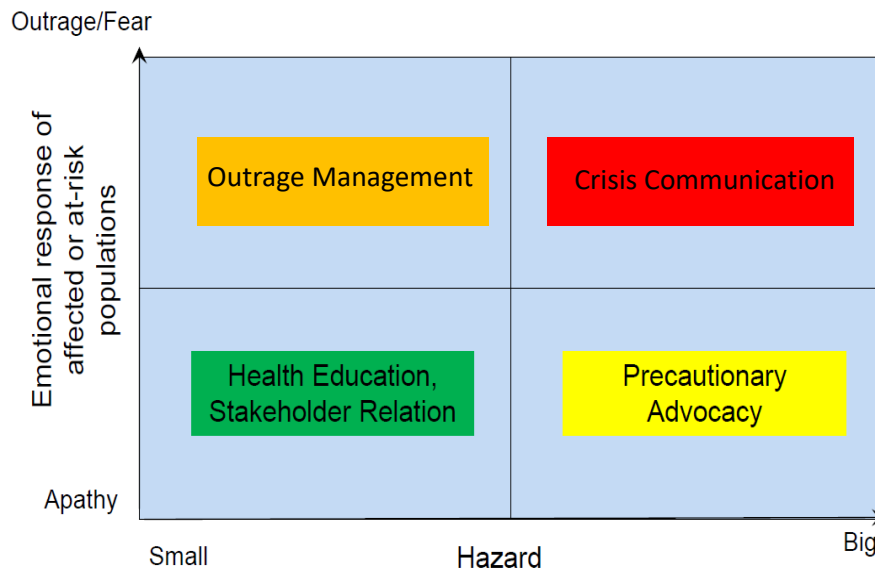 Outrage/Fear
Emotional response of
affected or at-risk
populations
Outrage Management
Crisis Communication
Health Education,
Stakeholder Relation
Precautionary
Advocacy
Apathy
Small
Hazard
Big